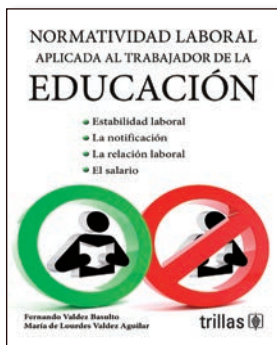 NORMATIVIDAD LABORAL
APLICADA AL TRABAJADOR DE LA
EDUCACIÓN
Estabilidad laboral
La notificación
La relación laboral
El salario
Fernando Valdez Basulto
María de Lourdes Valdez Aguilar
trillas